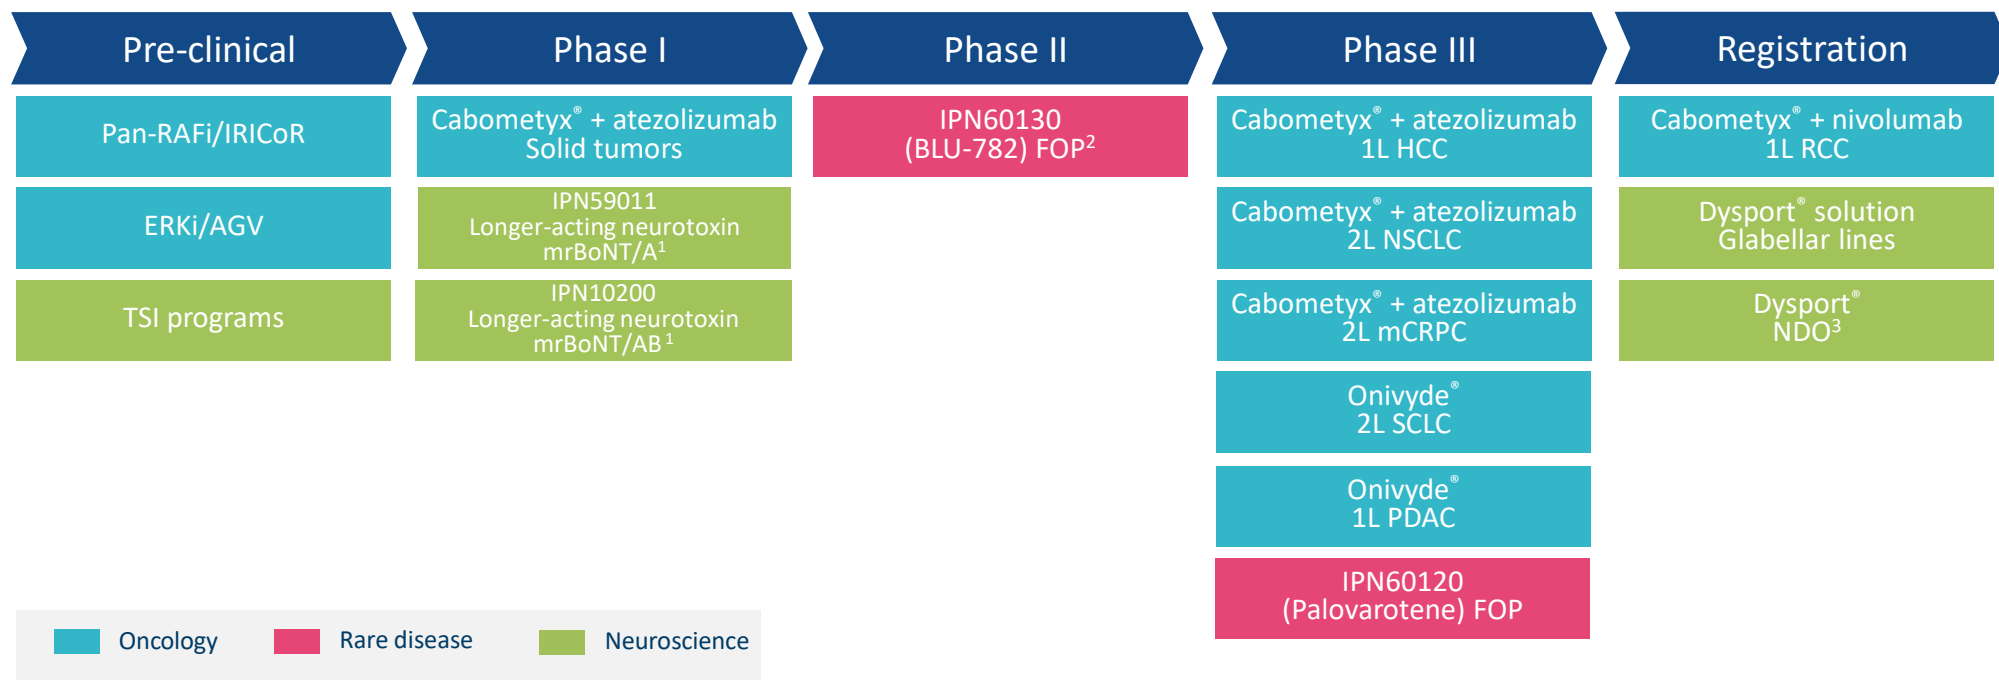 Pre-clinical
Phase I
Phase II
Phase III
Registration
Pan-RAFi/IRICoR
ERKi/AGV
TSI programs
Cabometyx® + atezolizumab
Solid tumors
IPN59011
Longer-acting neurotoxin
mrBoNT/A1
IPN10200
Longer-acting neurotoxin
mrBoNT/AB 1
IPN60130
(BLU-782) FOP2
Cabometyx® + atezolizumab
1L HCC
Cabometyx® + atezolizumab
2L NSCLC
Cabometyx® + atezolizumab
2L mCRPC
Onivyde®
2L SCLC
Onivyde®
1L PDAC
IPN60120
(Palovarotene) FOP
Cabometyx® + nivolumab
1L RCC
Dysport® solution
Glabellar lines
Dysport®
NDO3
Oncology
Rare disease
Neuroscience